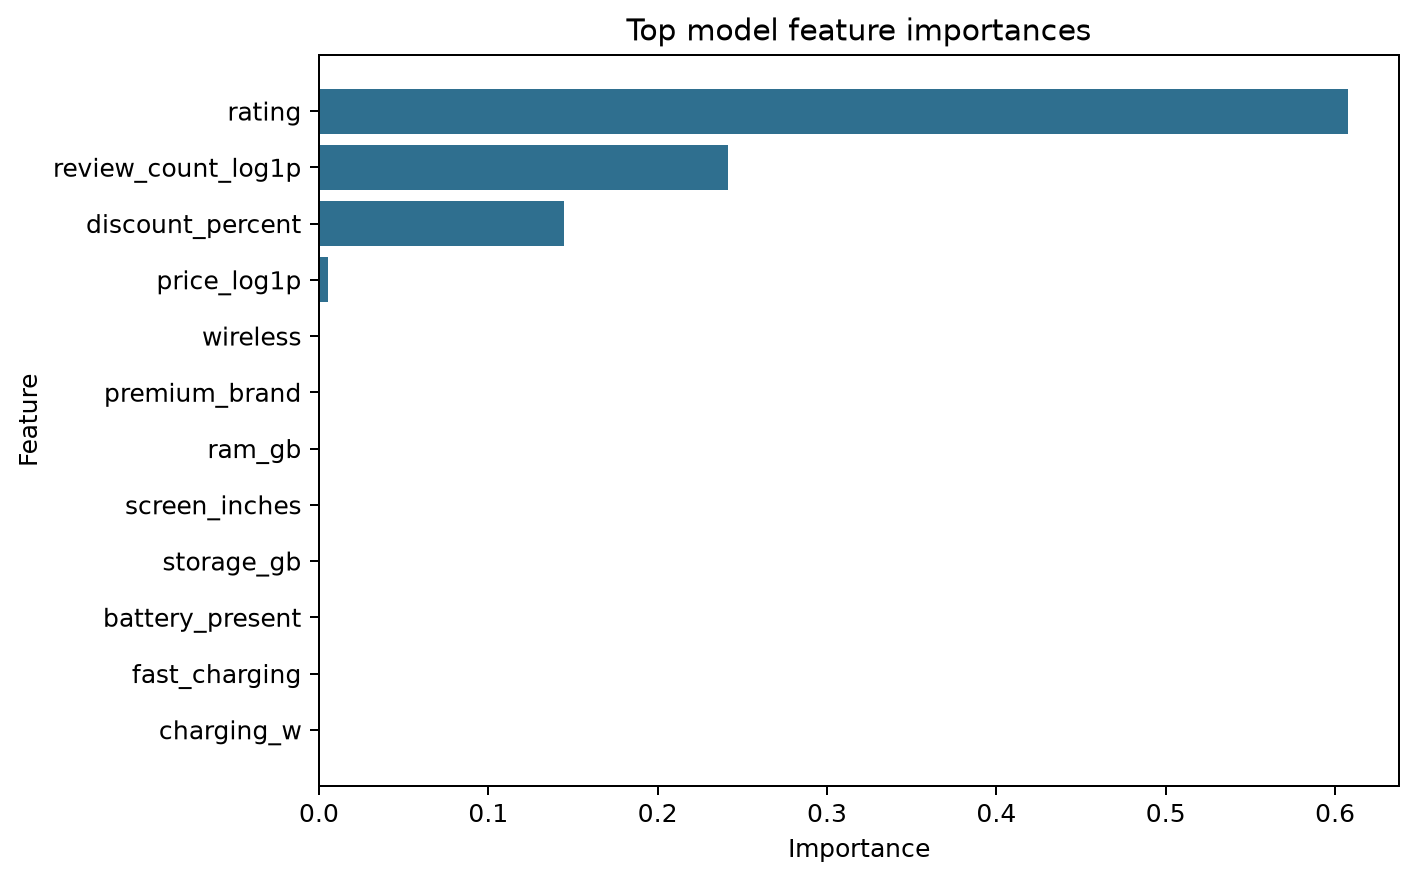 Top model feature importances
rating
review_count_log1p
discount_percent
price_log1p
wireless
premium_brand
ram_gb
screen_inches
storage_gb
battery_present
fast_charging
charging_w
Feature
0.0 0.1 0.2 0.3 0.4 0.5 0.6
Importance